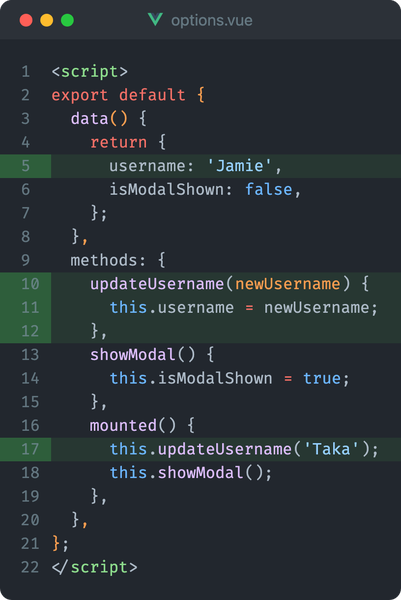 options.vue
1 <script>
2 export default {
3   data() {
4     return {
5       username: 'Jamie',
6       isModalShown: false,
7     };
8   },
9   methods: {
10     updateUsername(newUsername) {
11       this.username = newUsername;
12     },
13     showModal() {
14       this.isModalShown = true;
15     },
16     mounted() {
17       this.updateUsername('Taka');
18       this.showModal();
19     },
20   },
21 };
22 </script>